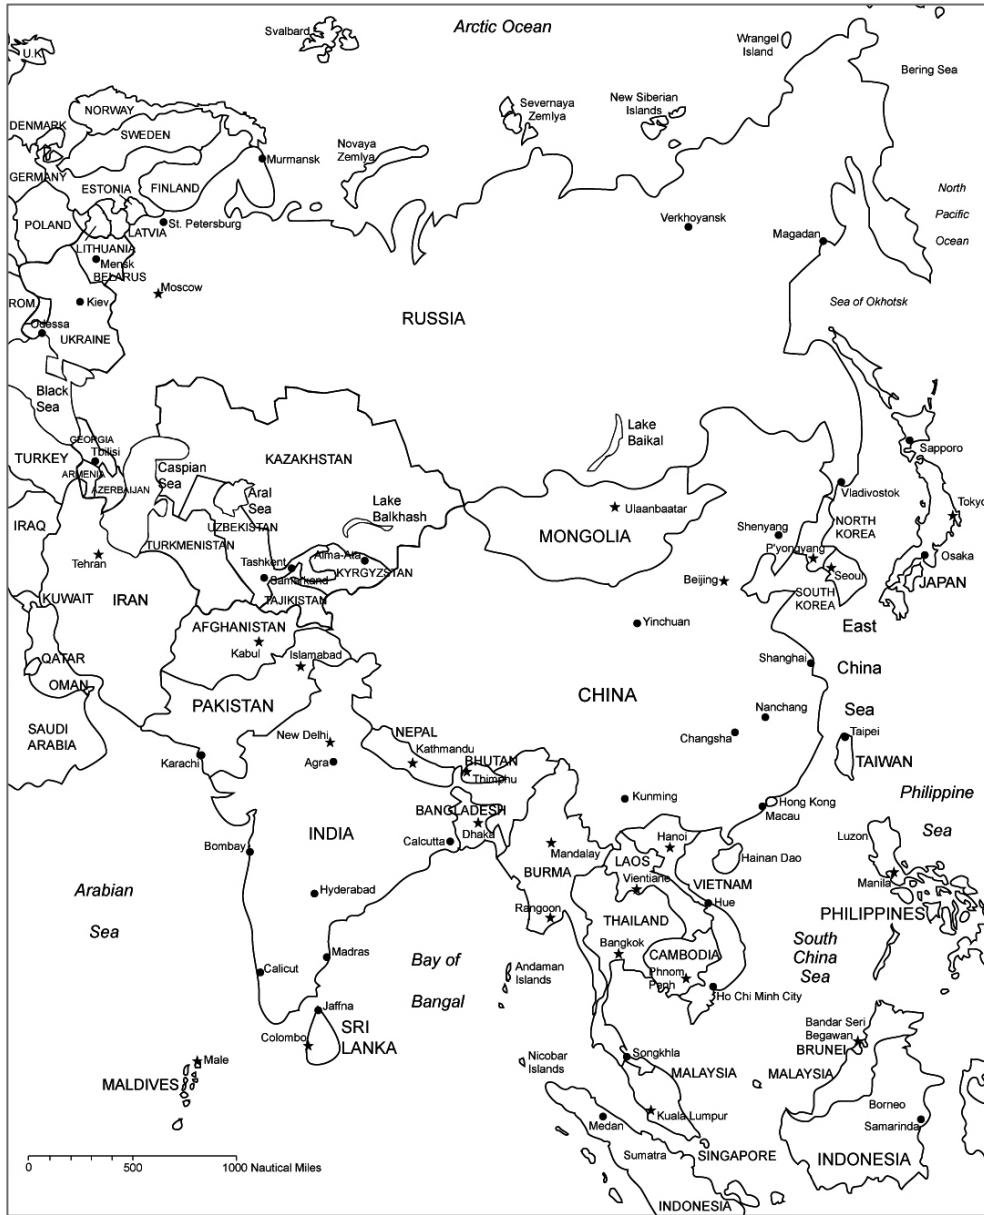 Arctic Ocean
Svalbard
Wrangel
Island
Bering Sea
U.K.
NORWAY
DENMARK
SWEDEN
Severnaya
Zemlya
New Siberian
Islands
Novaya
Zemlya
Murmansk
GERMANY
ESTONIA
FINLAND
North
Pacific
Ocean
POLAND
LATVIA
St. Petersburg
Verkhoyansk
Magadan
LITHUANIA
Mensk
BELARUS
Moscow
ROM.
Kiev
Sea of Okhotsk
RUSSIA
Odessa
UKRAINE
Black
Sea
Lake
Baikal
GEORGIA
Tbilisi
Sapporo
TURKEY
ARMENIA
AZERBAIJAN
Caspian
Sea
KAZAKHSTAN
Aral
Sea
Lake
Balkhash
Vladivostok
Tokyo
IRAQ
UZBEKISTAN
MONGOLIA
Ulaanbaatar
Shenyang
NORTH
KOREA
TURKMENISTAN
Alma-Ata
P'yongyang
Osaka
Tehran
Tashkent
KYRGYZSTAN
Seoul
Samarkand
Beijing
JAPAN
KUWAIT
IRAN
TAJIKISTAN
SOUTH
KOREA
AFGHANISTAN
Kabul
Yinchuan
East
China
Sea
Islamabad
QATAR
Shanghai
OMAN
PAKISTAN
CHINA
SAUDI
ARABIA
Nanchang
New Delhi
NEPAL
Changsha
Taipei
Kathmandu
BHUTAN
Karachi
Agra
Thimphu
TAIWAN
Kunming
Hong Kong
Macau
Philippine
Sea
BANGLADESH
Dhaka
INDIA
Calcutta
Hanoi
Luzon
Bombay
Mandalay
LAOS
Hainan Dao
BURMA
Vientiane
VIETNAM
Manila
Arabian
Sea
Hyderabad
Rangoon
Hue
THAILAND
PHILIPPINES
Madras
Bangkok
CAMBODIA
South
China
Sea
Bay of
Bangal
Calicut
Andaman
Islands
Phnom
Penh
Ho Chi Minh City
Jaffna
Colombo
SRI
LANKA
Bandar Seri
Begawan
BRUNEI
Male
Nicobar
Islands
Songkhla
MALDIVES
MALAYSIA
MALAYSIA
Borneo
Kuala Lumpur
Medan
Samarinda
Sumatra
SINGAPORE
INDONESIA
0 500 1000 Nautical Miles
INDONESIA